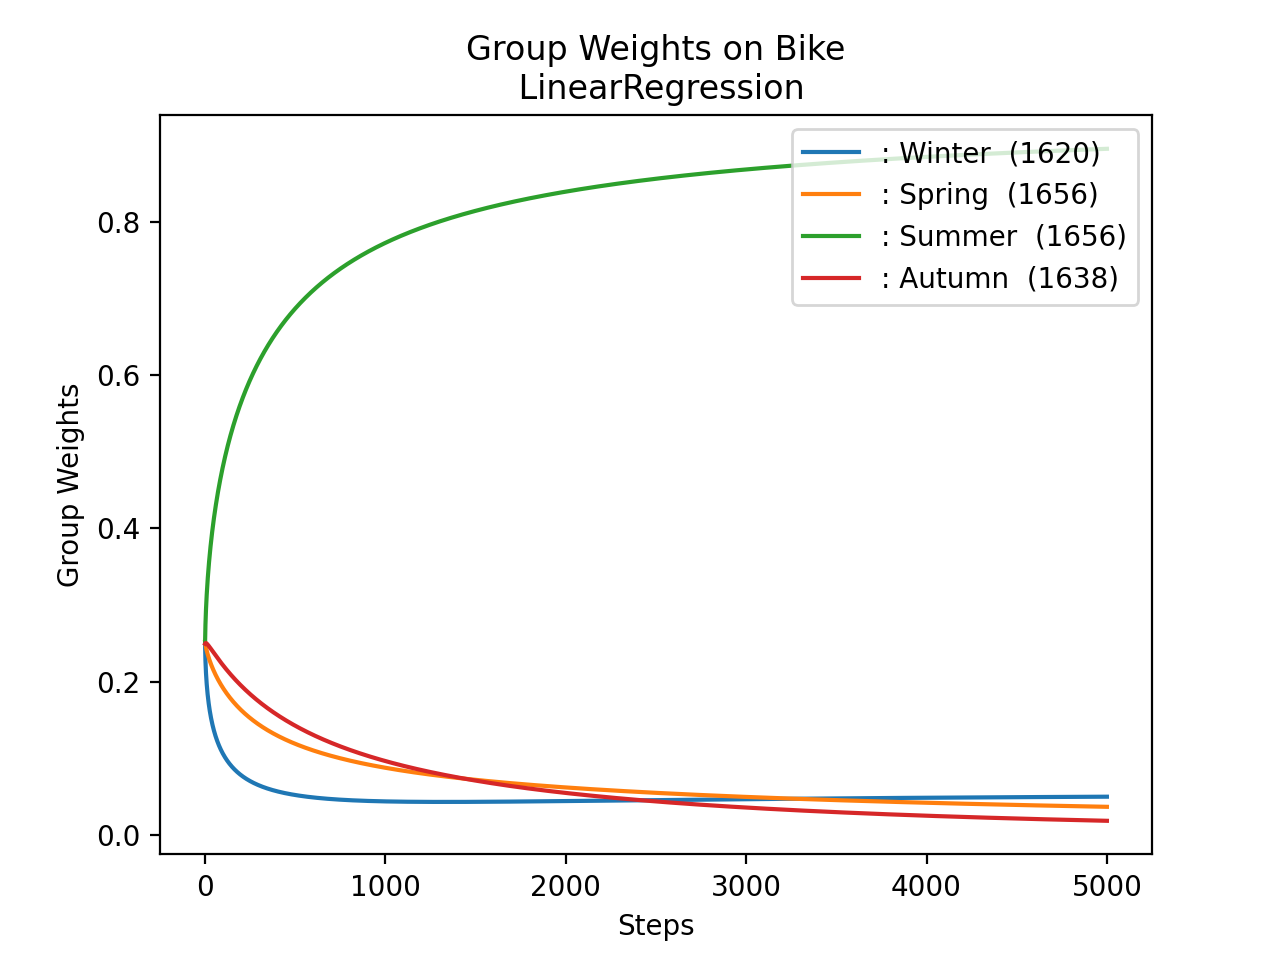 Group Weights on Bike
LinearRegression
: Winter (1620)
: Spring (1656)
: Summer (1656)
: Autumn (1638)
Group Weights
0.8
0.6
0.4
0.2
0.0
0 1000 2000 3000 4000 5000
Steps